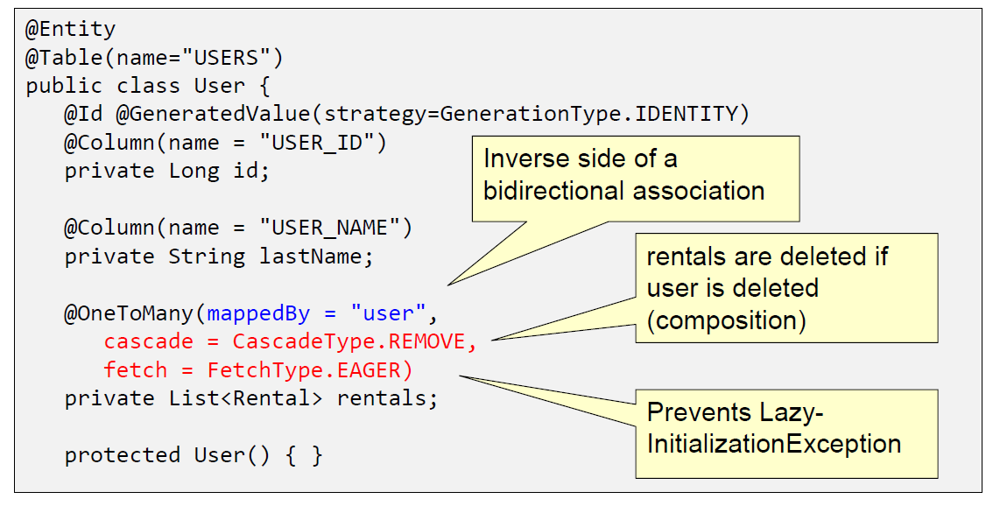 @Entity
@Table(name="USERS")
public class User {
@Id @GeneratedValue(strategy=GenerationType.IDENTITY)
@Column(name = "USER_ID")
private Long id;
Inverse side of a
bidirectional association
@Column(name = "USER_NAME")
private String lastName;
rentals are deleted if
user is deleted
(composition)
@OneToMany(mappedBy = "user",
cascade = CascadeType.REMOVE,
fetch = FetchType.EAGER)
private List<Rental> rentals;
Prevents Lazy-
InitializationException
protected User() { }